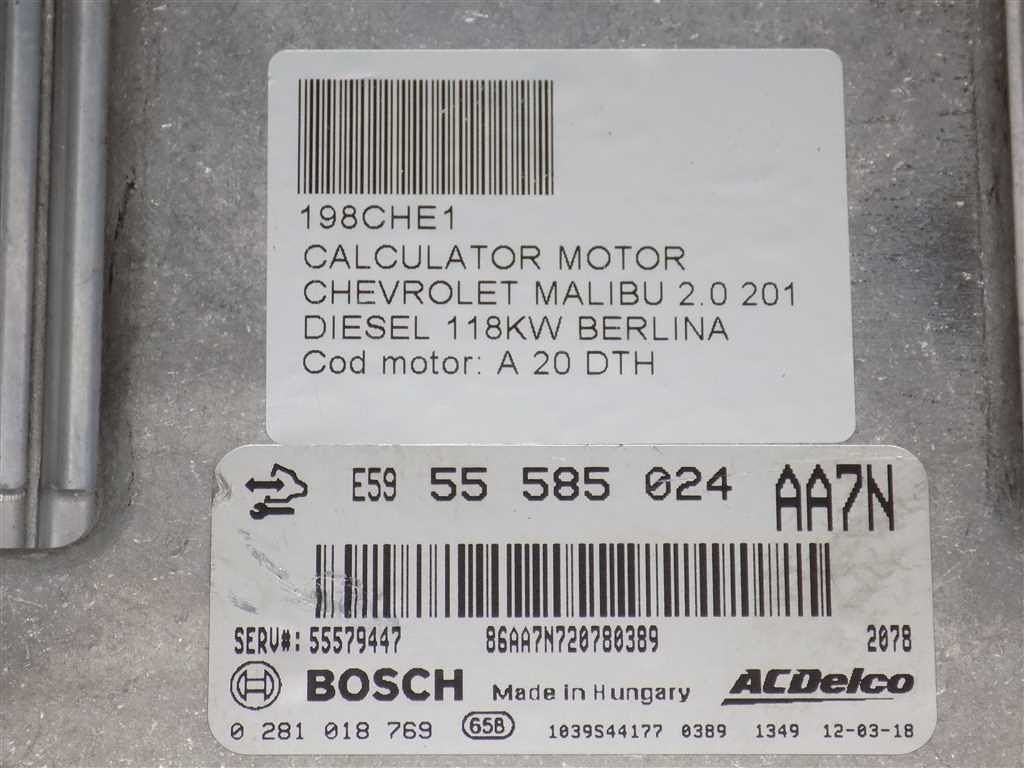 198CHE1
CALCULATOR MOTOR
CHEVROLET MALIBU 2.0 201
DIESEL 118KW BERLINA
Cod motor: A 20 DTH
E59 55 585 024 AA7N
SERV#: 55579447 86AA7N720780389 2078
BOSCH Made in Hungary ACDelco
0 281 018 769 658 1039S44177 0389 1349 12-03-18